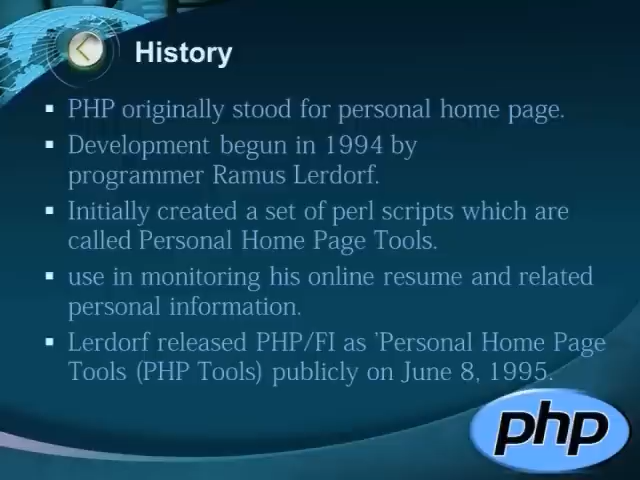 History
▪ PHP originally stood for personal home page.
▪ Development begun in 1994 by
programmer Ramus Lerdorf.
▪ Initially created a set of perl scripts which are
called Personal Home Page Tools.
▪ use in monitoring his online resume and related
personal information.
▪ Lerdorf released PHP/FI as 'Personal Home Page
Tools (PHP Tools) publicly on June 8, 1995.
php